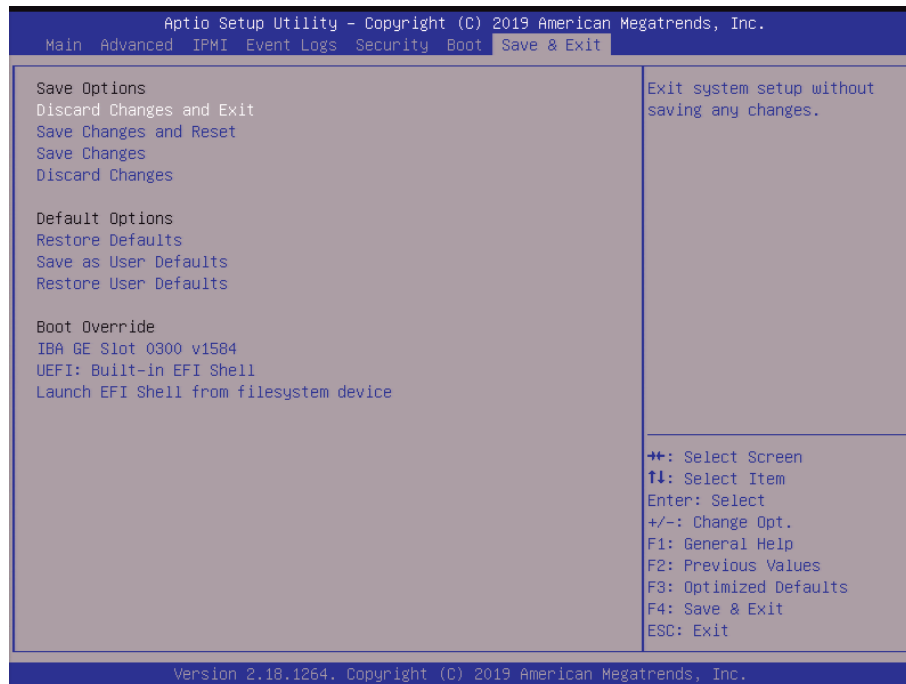 Aptio Setup Utility – Copyright (C) 2019 American Megatrends, Inc.
Main Advanced IPMI Event Logs Security Boot Save & Exit
Save Options
Discard Changes and Exit
Save Changes and Reset
Save Changes
Discard Changes
Default Options
Restore Defaults
Save as User Defaults
Restore User Defaults
Boot Override
IBA GE Slot 0300 v1584
UEFI: Built-in EFI Shell
Launch EFI Shell from filesystem device
Exit system setup without
saving any changes.
→←: Select Screen
↑↓: Select Item
Enter: Select
+/-: Change Opt.
F1: General Help
F2: Previous Values
F3: Optimized Defaults
F4: Save & Exit
ESC: Exit
Version 2.18.1264. Copyright (C) 2019 American Megatrends, Inc.